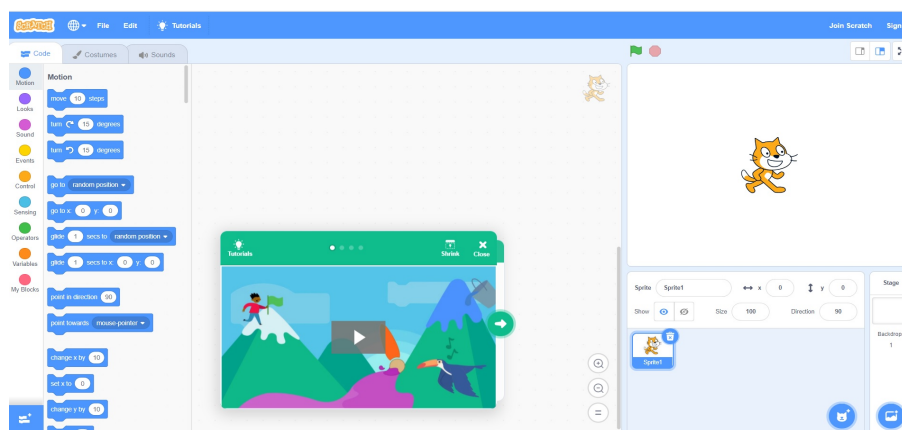 SCRATCH
File Edit Tutorials
Join Scratch Sign
Code Costumes Sounds
Motion
Looks
Sound
Events
Control
Sensing
Operators
Variables
My Blocks
Motion
move 10 steps
turn 15 degrees
turn 15 degrees
go to random position
go to x: 0 y: 0
glide 1 secs to random position
glide 1 secs to x: 0 y: 0
point in direction 90
point towards mouse-pointer
change x by 10
set x to 0
change y by 10
Tutorials Shrink Close
Sprite Sprite1 x 0 y 0
Show Size 100 Direction 90
Sprite1
Stage
Backdrop
1